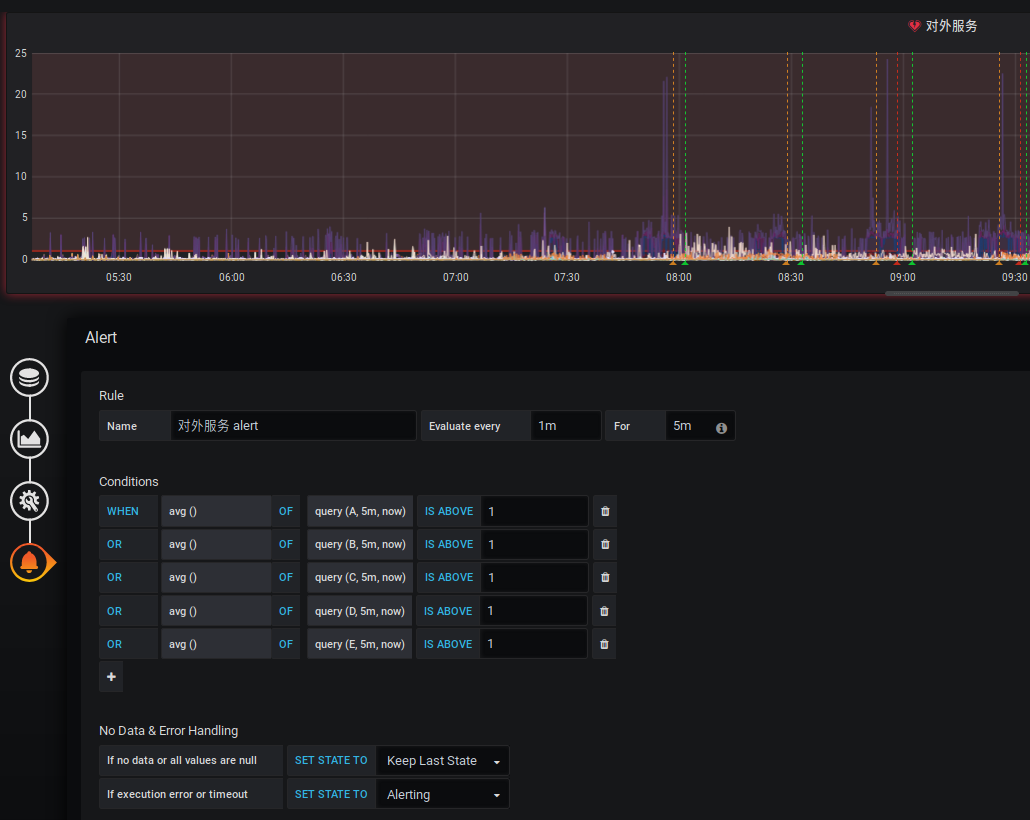 对外服务
25
20
15
10
5
0
05:30 06:00 06:30 07:00 07:30 08:00 08:30 09:00 09:30
Alert
Rule
Name 对外服务 alert Evaluate every 1m For 5m
Conditions
WHEN avg () OF query (A, 5m, now) IS ABOVE 1
OR avg () OF query (B, 5m, now) IS ABOVE 1
OR avg () OF query (C, 5m, now) IS ABOVE 1
OR avg () OF query (D, 5m, now) IS ABOVE 1
OR avg () OF query (E, 5m, now) IS ABOVE 1
+
No Data & Error Handling
If no data or all values are null SET STATE TO Keep Last State
If execution error or timeout SET STATE TO Alerting